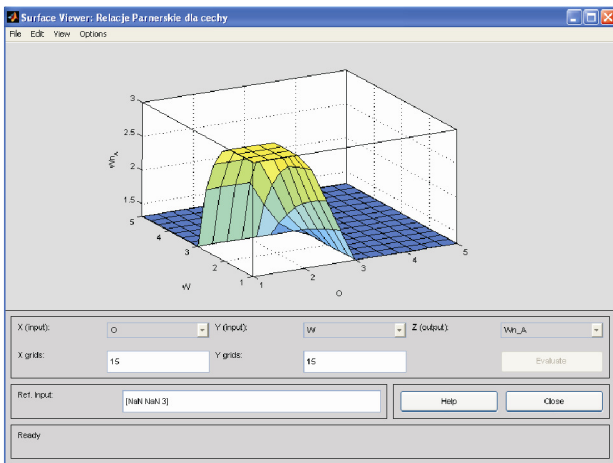 Surface Viewer: Relacje Parnerskie dla cechy
File Edit View Options
3
2.5
2
1.5
Wn_A
5
4
3
2
1
W
1
2
3
4
5
O
X (input): O Y (input): W Z (output): Wn_A
X grids: 15 Y grids: 15 Evaluate
Ref. Input: [NaN NaN 3] Help Close
Ready